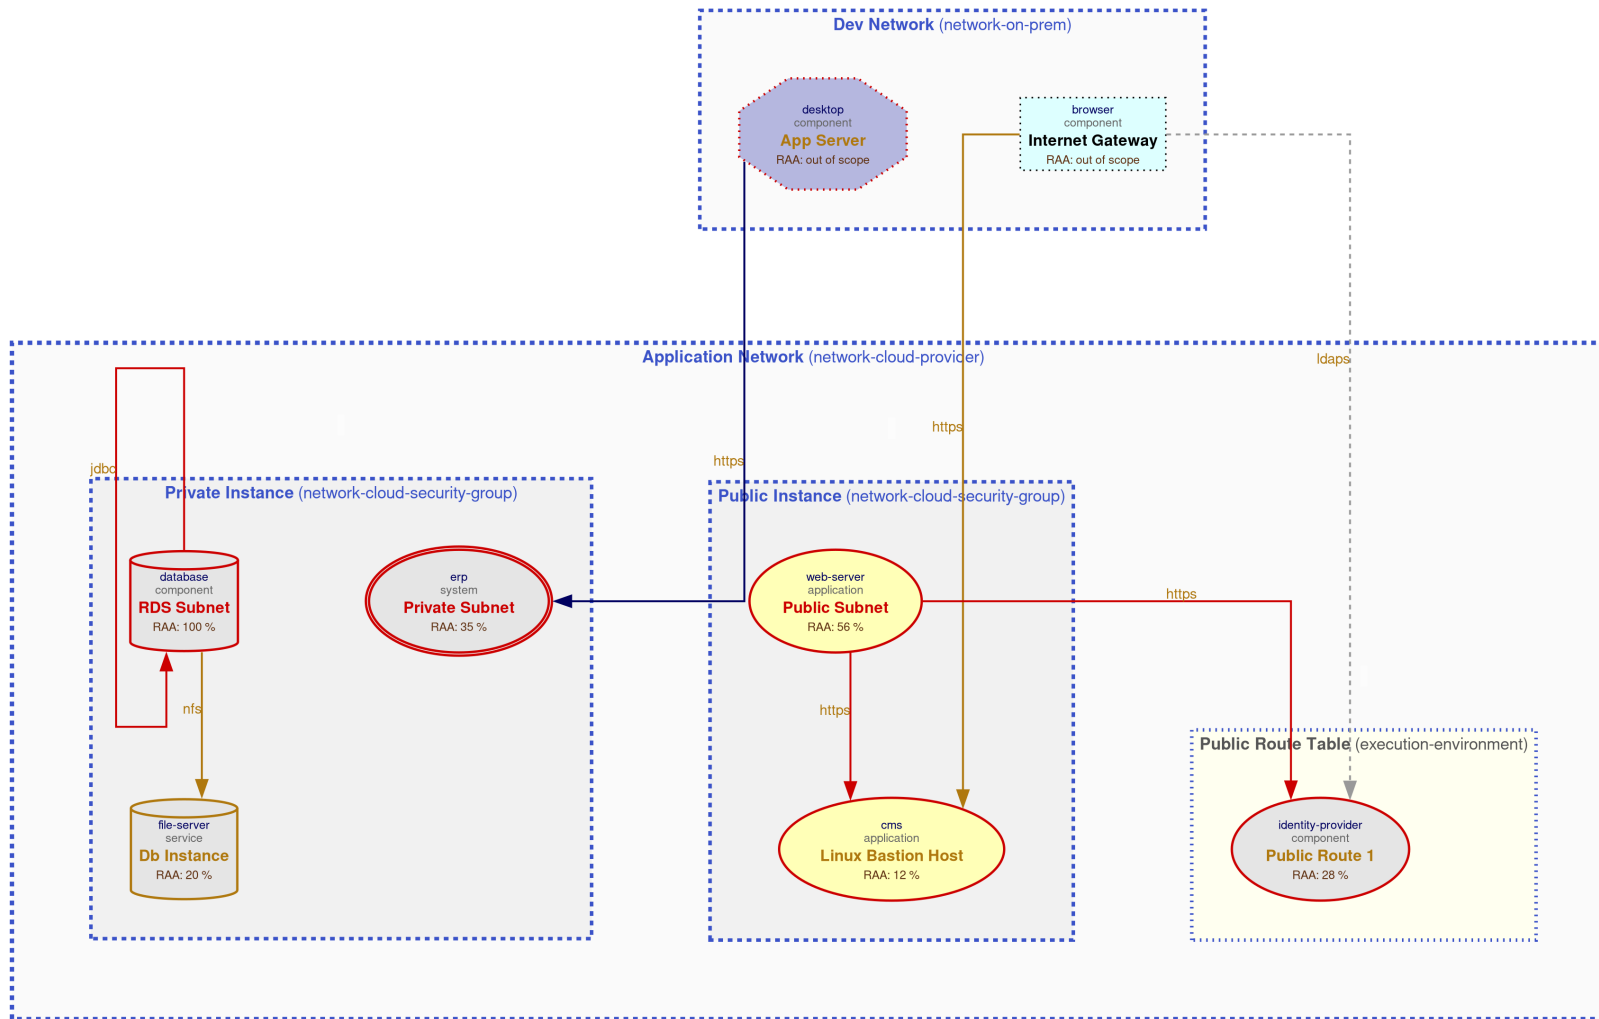 Dev Network (network-on-prem)
desktop
component
App Server
RAA: out of scope
browser
component
Internet Gateway
RAA: out of scope
Application Network (network-cloud-provider)
ldaps
https
https
jdbc
Private Instance (network-cloud-security-group)
Public Instance (network-cloud-security-group)
database
component
RDS Subnet
RAA: 100 %
erp
system
Private Subnet
RAA: 35 %
web-server
application
Public Subnet
RAA: 56 %
https
nfs
https
Public Route Table (execution-environment)
file-server
service
Db Instance
RAA: 20 %
cms
application
Linux Bastion Host
RAA: 12 %
identity-provider
component
Public Route 1
RAA: 28 %